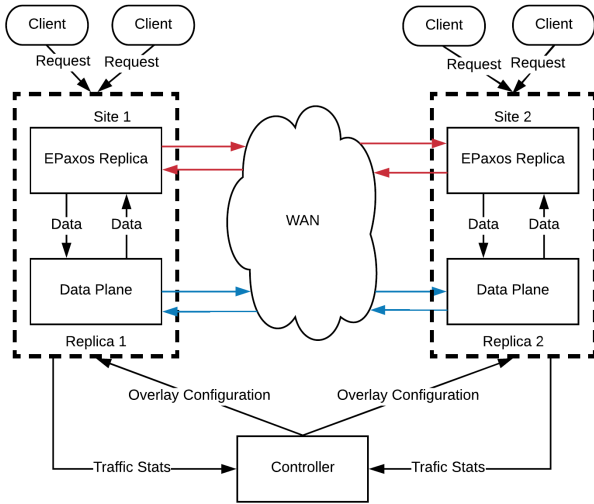 Client
Client
Client
Client
Request
Request
Request
Request
Site 1
Site 2
EPaxos Replica
EPaxos Replica
WAN
Data
Data
Data
Data
Data Plane
Data Plane
Replica 1
Replica 2
Overlay Configuration
Overlay Configuration
Traffic Stats
Controller
Trafic Stats